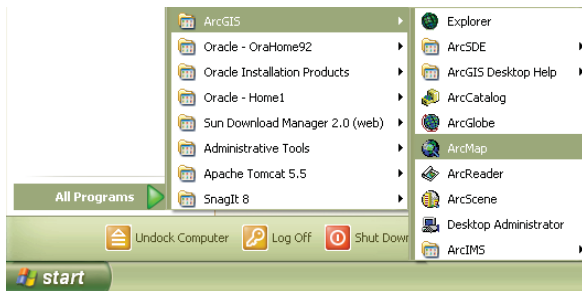 ArcGIS
Oracle - OraHome92
Oracle Installation Products
Oracle - Home1
Sun Download Manager 2.0 (web)
Administrative Tools
Apache Tomcat 5.5
SnagIt 8
Explorer
ArcSDE
ArcGIS Desktop Help
ArcCatalog
ArcGlobe
ArcMap
ArcReader
ArcScene
Desktop Administrator
ArcIMS
All Programs
Undock Computer Log Off Shut Down
start